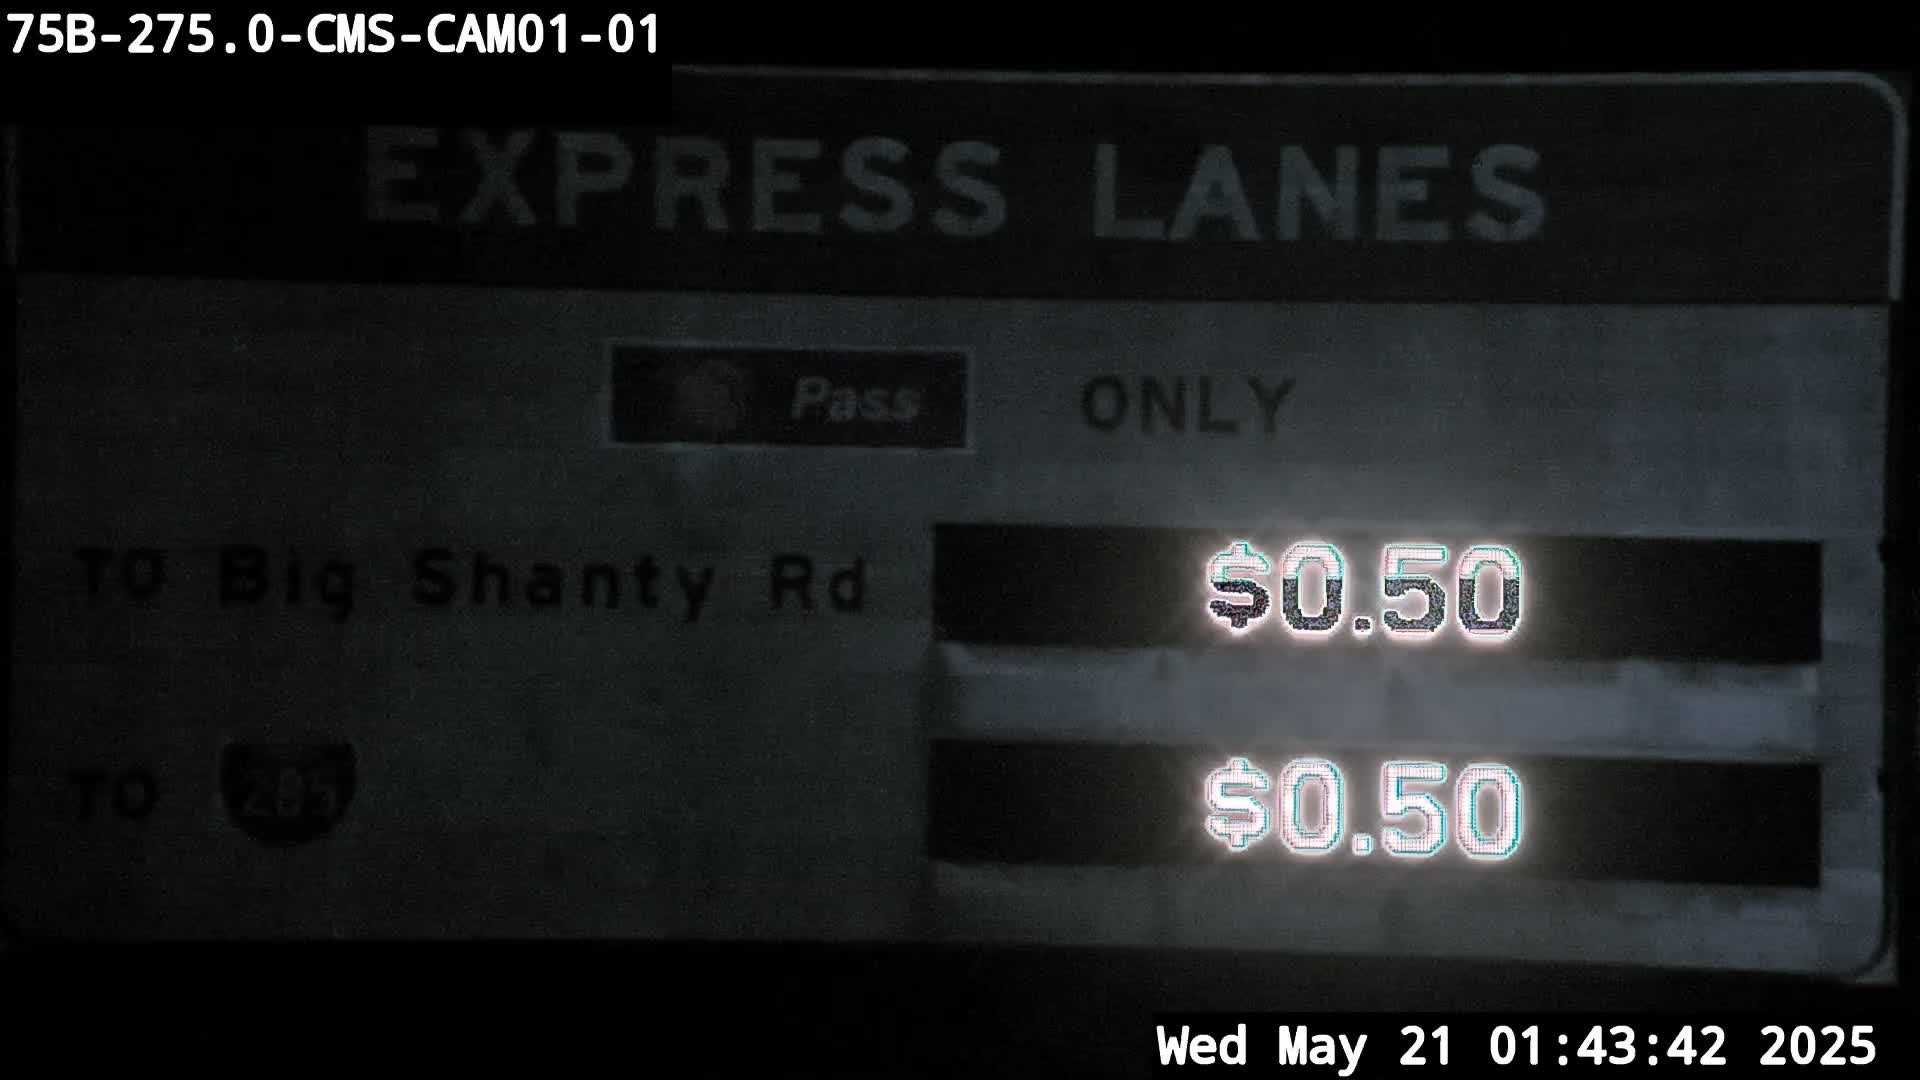 75B-275.0-CMS-CAM01-01
EXPRESS LANES
Pass ONLY
TO Big Shanty Rd $0.50
TO 285 $0.50
Wed May 21 01:43:42 2025